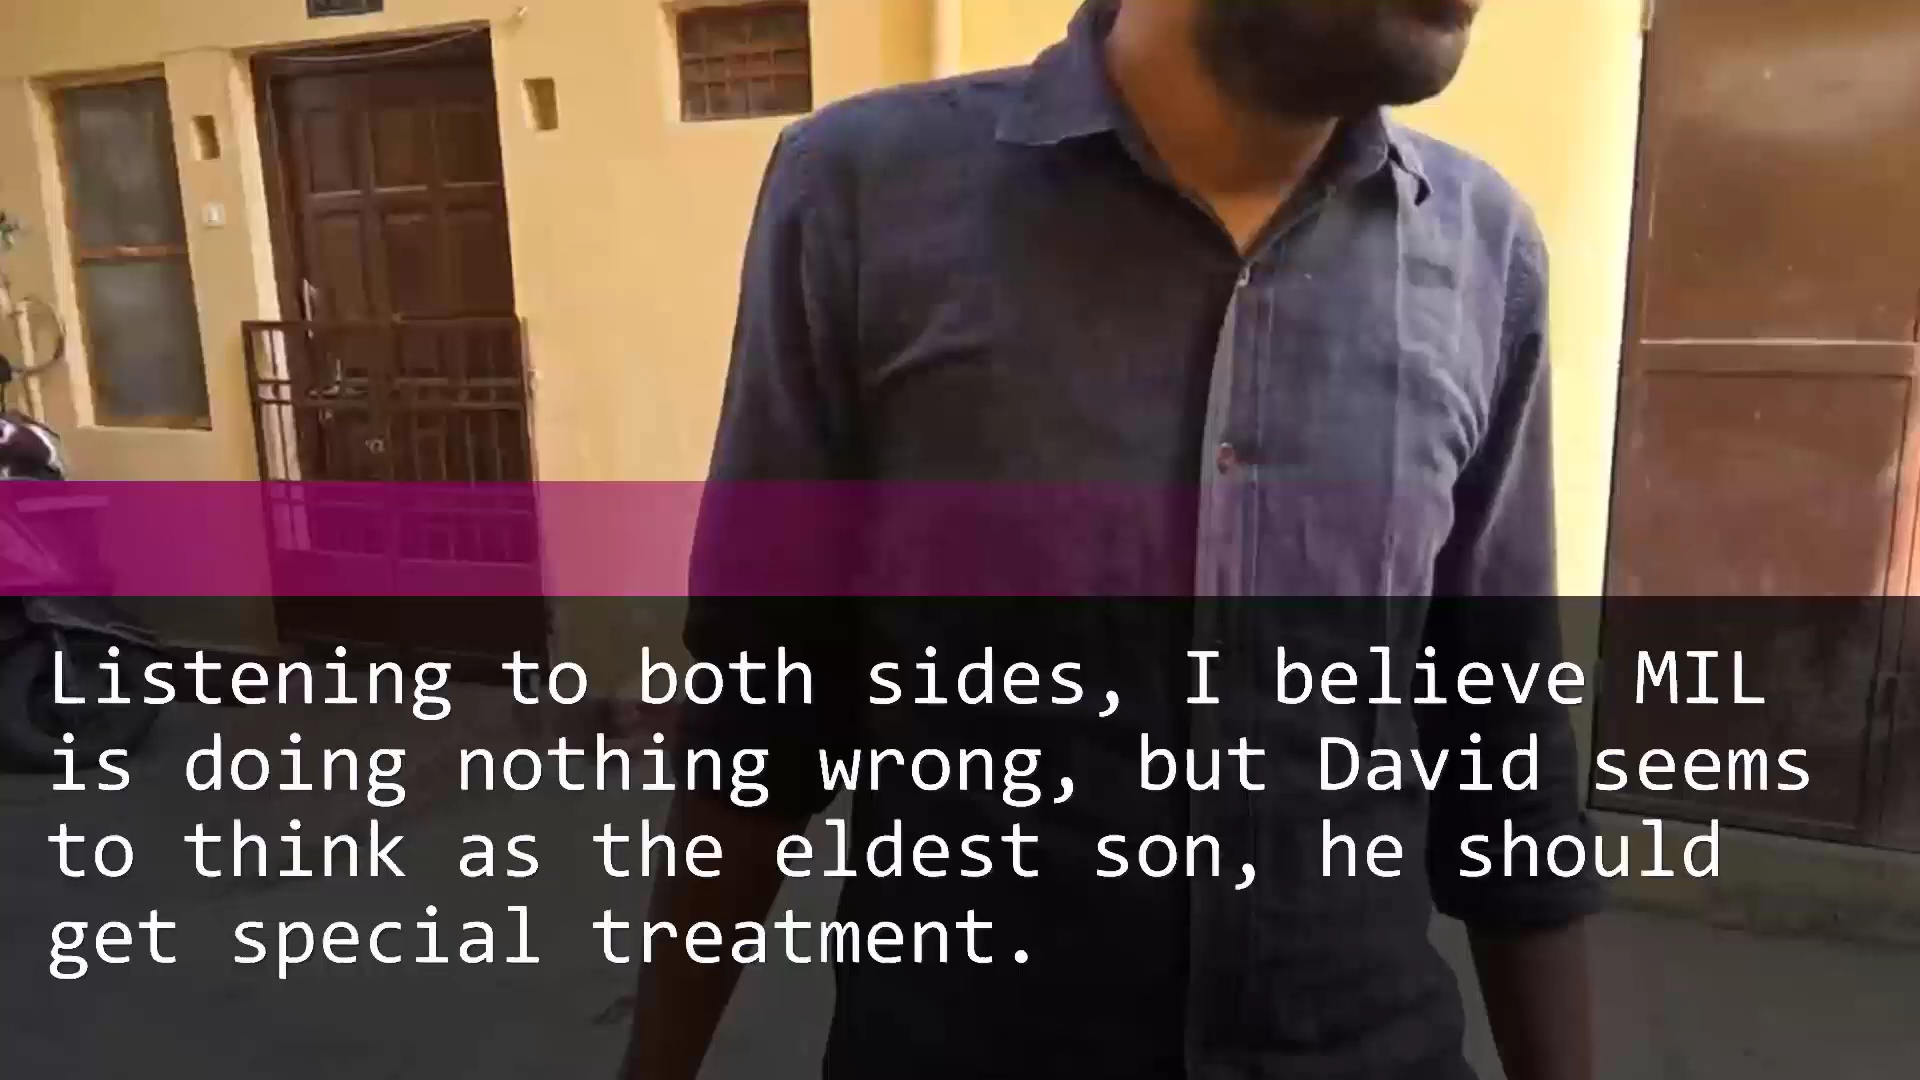 Listening to both sides, I believe MIL
is doing nothing wrong, but David seems
to think as the eldest son, he should
get special treatment.